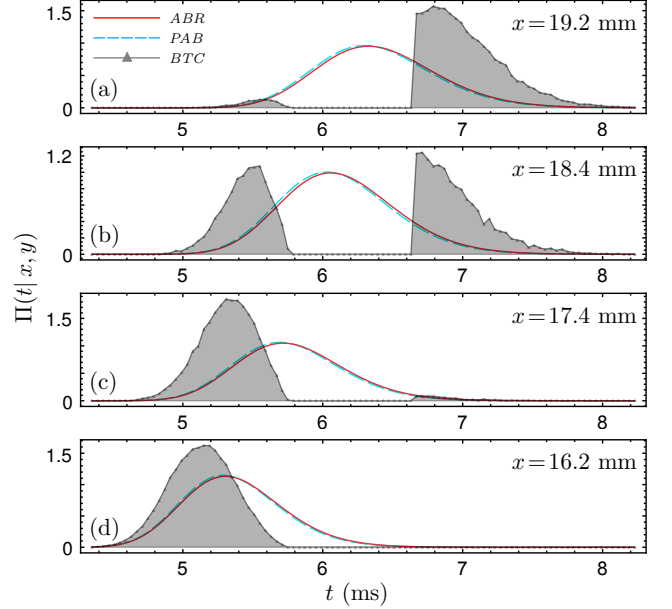 1.5
0
ABR
PAB
BTC
x=19.2 mm
(a)
5 6 7 8
1.2
0
x=18.4 mm
(b)
5 6 7 8
Π(t| x, y)
1.5
0
x=17.4 mm
(c)
5 6 7 8
1.5
0
x=16.2 mm
(d)
5 6 7 8
t (ms)